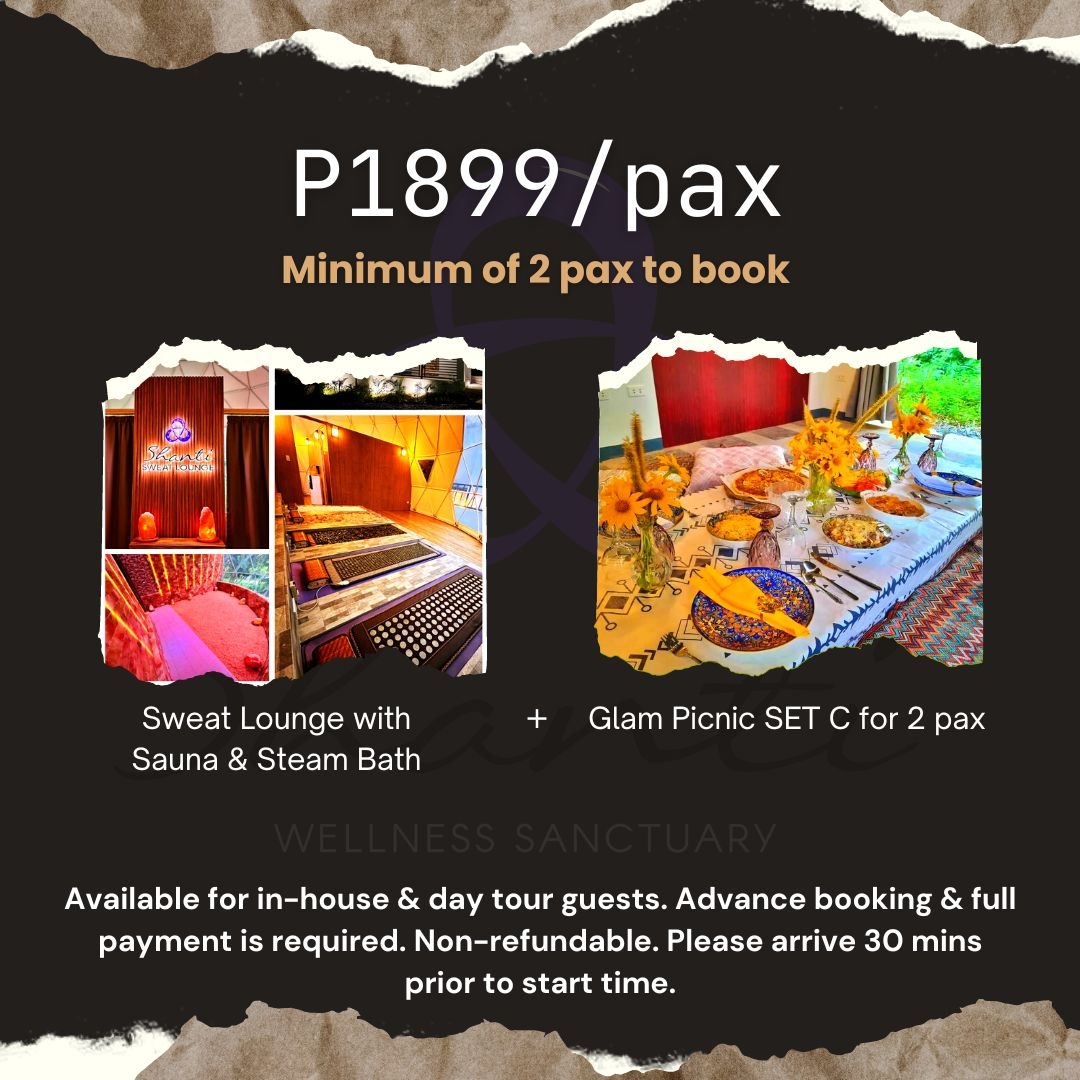 P1899/pax
Minimum of 2 pax to book
Shanti
SWEAT LOUNGE
Sweat Lounge with
Sauna & Steam Bath
+
Glam Picnic SET C for 2 pax
Shanti
WELLNESS SANCTUARY
Available for in-house & day tour guests. Advance booking & full
payment is required. Non-refundable. Please arrive 30 mins
prior to start time.